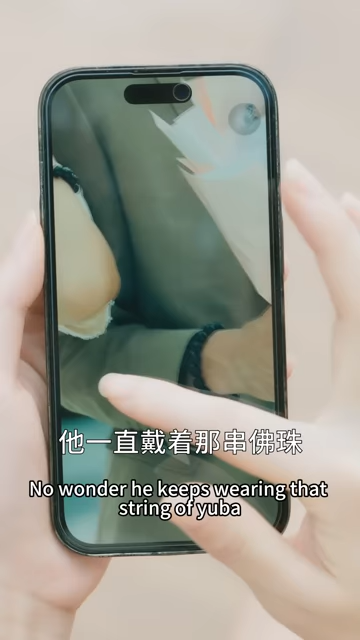 他一直戴着那串佛珠
No wonder he keeps wearing that
string of yuba